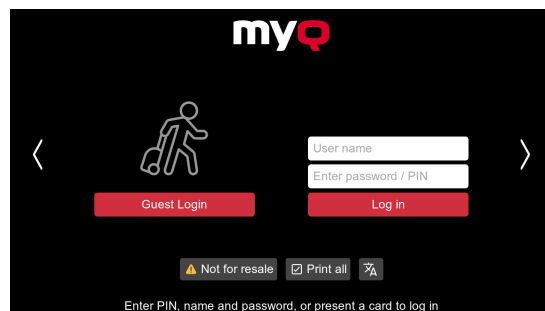 myQ
User name
Enter password / PIN
Guest Login
Log in
Not for resale
Print all
Enter PIN, name and password, or present a card to log in